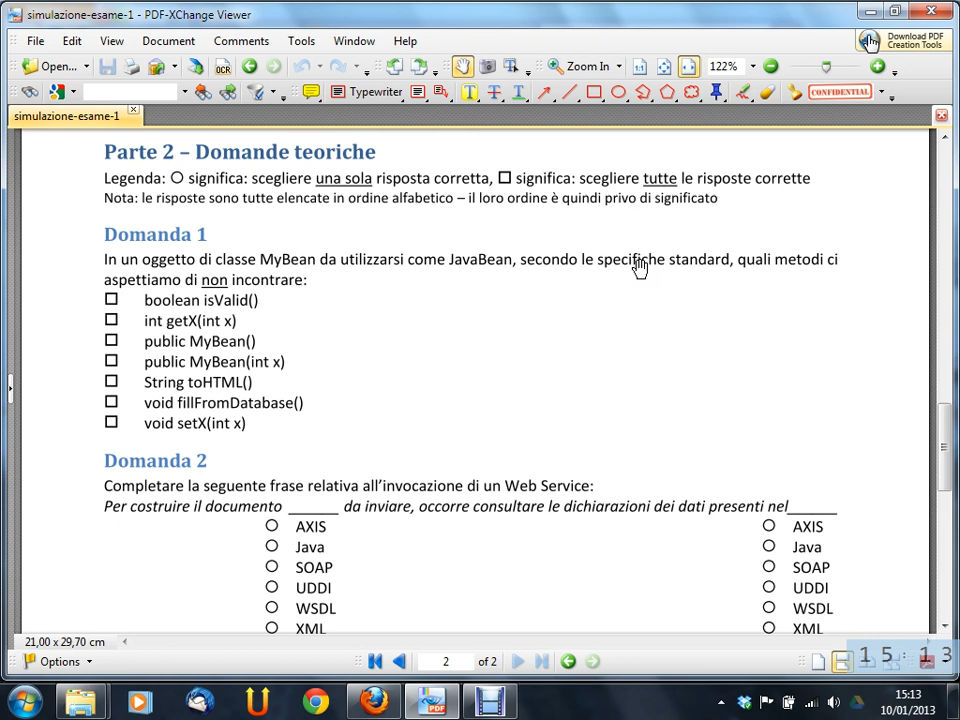 simulazione-esame-1 - PDF-XChange Viewer
File Edit View Document Comments Tools Window Help
Download PDF
Creation Tools
Open... OCR Zoom In 122%
Typewriter CONFIDENTIAL
simulazione-esame-1
Parte 2 – Domande teoriche
Legenda: significa: scegliere una sola risposta corretta, significa: scegliere tutte le risposte corrette
Nota: le risposte sono tutte elencate in ordine alfabetico – il loro ordine è quindi privo di significato
Domanda 1
In un oggetto di classe MyBean da utilizzarsi come JavaBean, secondo le specifiche standard, quali metodi ci
aspettiamo di non incontrare:
boolean isValid()
int getX(int x)
public MyBean()
public MyBean(int x)
String toHTML()
void fillFromDatabase()
void setX(int x)
Domanda 2
Completare la seguente frase relativa all'invocazione di un Web Service:
Per costruire il documento ______ da inviare, occorre consultare le dichiarazioni dei dati presenti nel______
AXIS AXIS
Java Java
SOAP SOAP
UDDI UDDI
WSDL WSDL
XML XML
21,00 x 29,70 cm
Options 2 of 2
15:13
15:13
10/01/2013